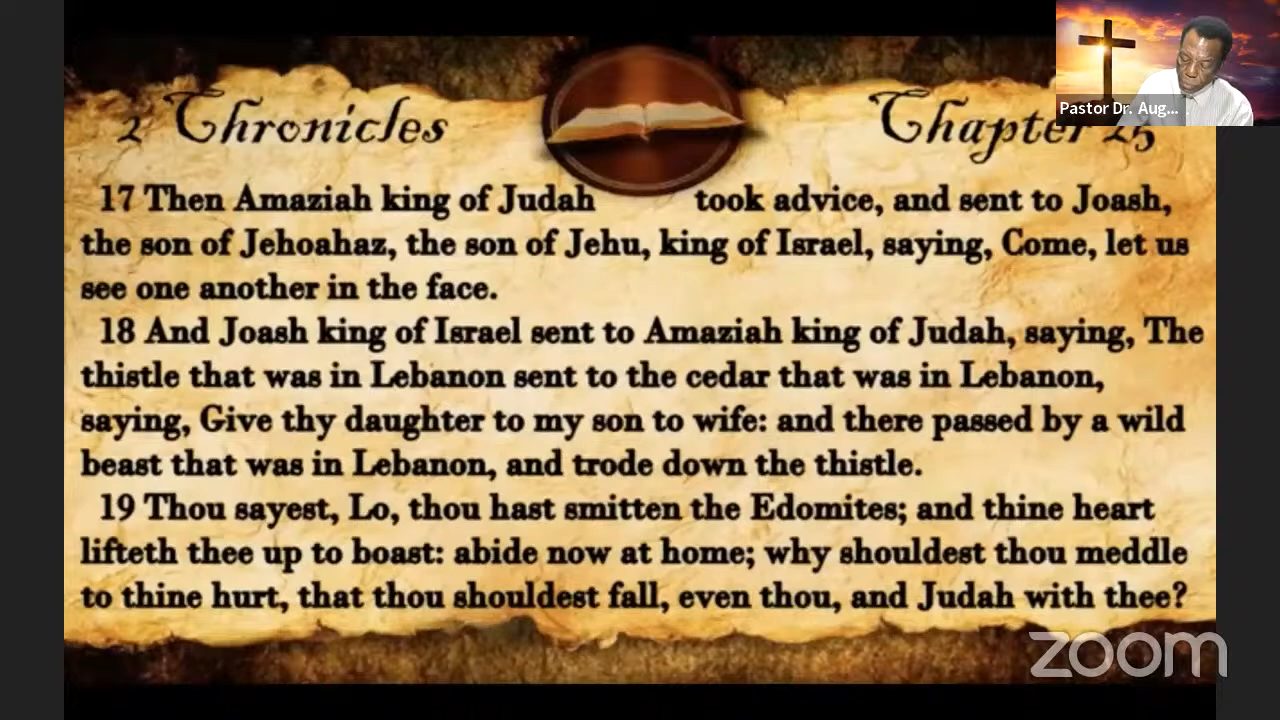 Pastor Dr. Aug...
2 Chronicles Chapter 25
17 Then Amaziah king of Judah took advice, and sent to Joash,
the son of Jehoahaz, the son of Jehu, king of Israel, saying, Come, let us
see one another in the face.
18 And Joash king of Israel sent to Amaziah king of Judah, saying, The
thistle that was in Lebanon sent to the cedar that was in Lebanon,
saying, Give thy daughter to my son to wife: and there passed by a wild
beast that was in Lebanon, and trode down the thistle.
19 Thou sayest, Lo, thou hast smitten the Edomites; and thine heart
lifteth thee up to boast: abide now at home; why shouldest thou meddle
to thine hurt, that thou shouldest fall, even thou, and Judah with thee?
zoom